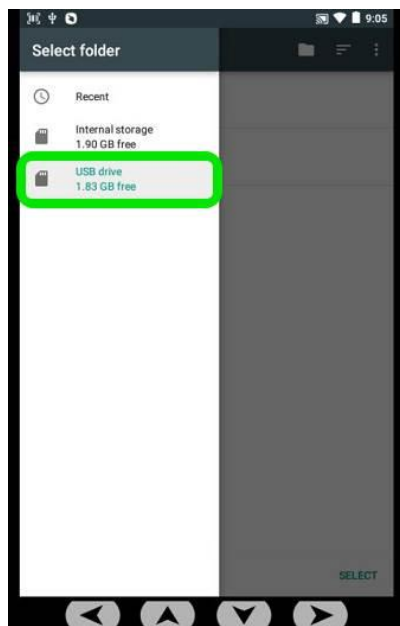 9:05
Select folder
Recent
Internal storage
1.90 GB free
USB drive
1.83 GB free
SELECT